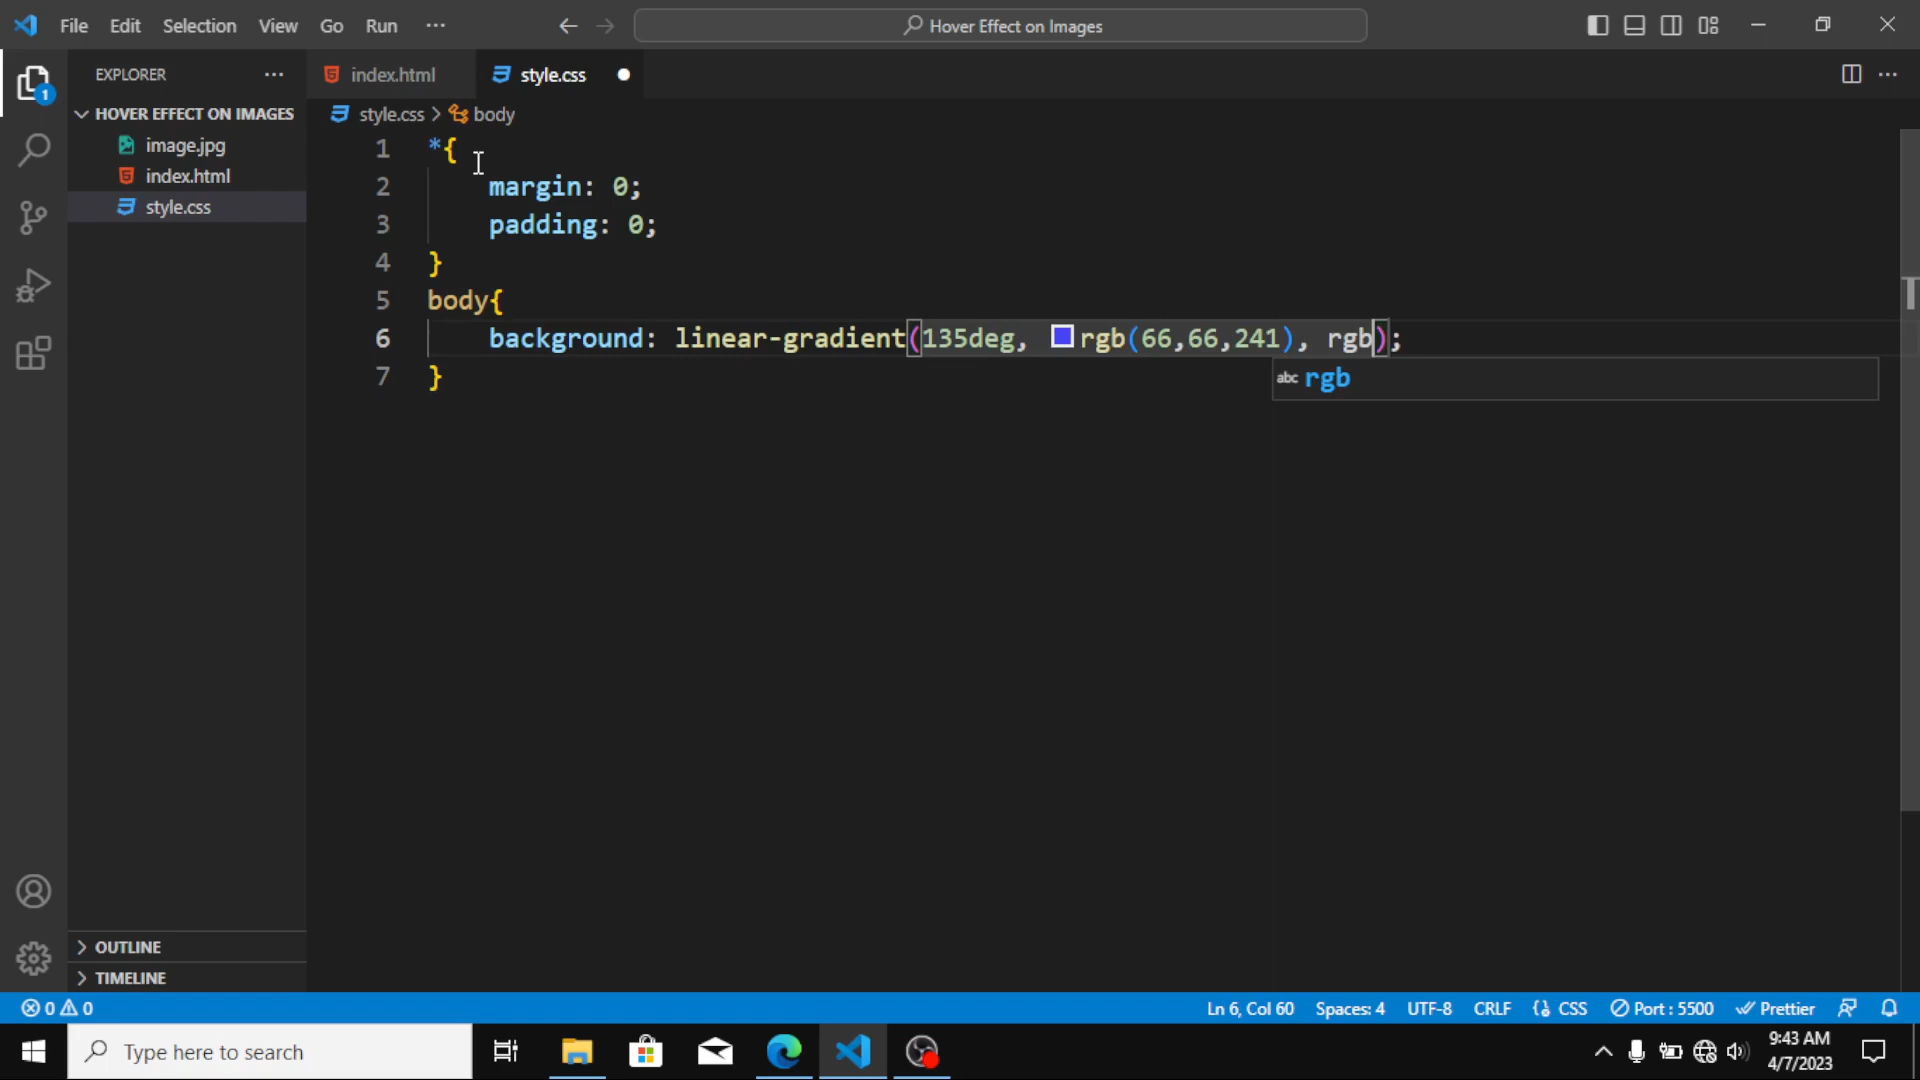 File Edit Selection View Go Run ··· Hover Effect on Images
EXPLORER ··· index.html style.css
HOVER EFFECT ON IMAGES
image.jpg
index.html
style.css
style.css > body
1 *{
2 margin: 0;
3 padding: 0;
4 }
5 body{
6 background: linear-gradient(135deg, rgb(66,66,241), rgb);
7 }
abc rgb
1
OUTLINE
TIMELINE
0 0 Ln 6, Col 60 Spaces: 4 UTF-8 CRLF {} CSS Port : 5500 Prettier
Type here to search
9:43 AM
4/7/2023